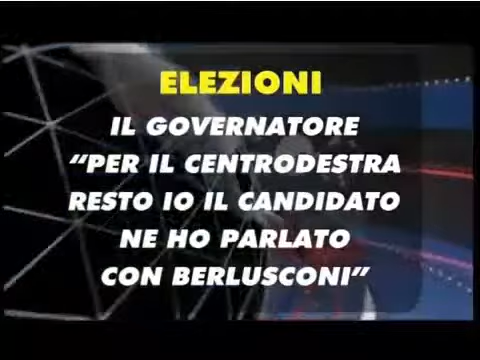 ELEZIONI
IL GOVERNATORE
“PER IL CENTRODESTRA
RESTO IO IL CANDIDATO
NE HO PARLATO
CON BERLUSCONI”